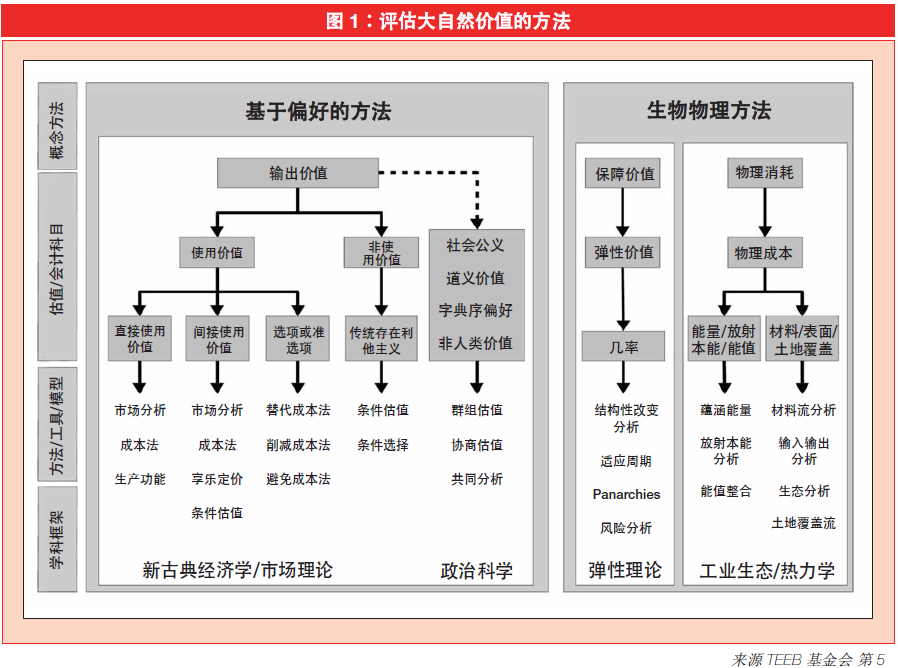 图 1：评估大自然价值的方法
概念方法
估值/会计科目
方法/工具/模型
学科框架
基于偏好的方法
输出价值
使用价值
非使
用价值
直接使用
价值
间接使用
价值
选项或准
选项
传统存在利
他主义
社会公义
道义价值
字典序偏好
非人类价值
市场分析
成本法
生产功能
市场分析
成本法
享乐定价
条件估值
替代成本法
削减成本法
避免成本法
条件估值
条件选择
群组估值
协商估值
共同分析
新古典经济学/市场理论
政治科学
生物物理方法
保障价值
弹性价值
几率
结构性改变
分析
适应周期
Panarchies
风险分析
弹性理论
物理消耗
物理成本
能量/放射
本能/能值
材料/表面/
土地覆盖
蕴涵能量
放射本能
分析
能值整合
材料流分析
输入输出
分析
生态分析
土地覆盖流
工业生态/热力学
来源 TEEB 基金会 第 5